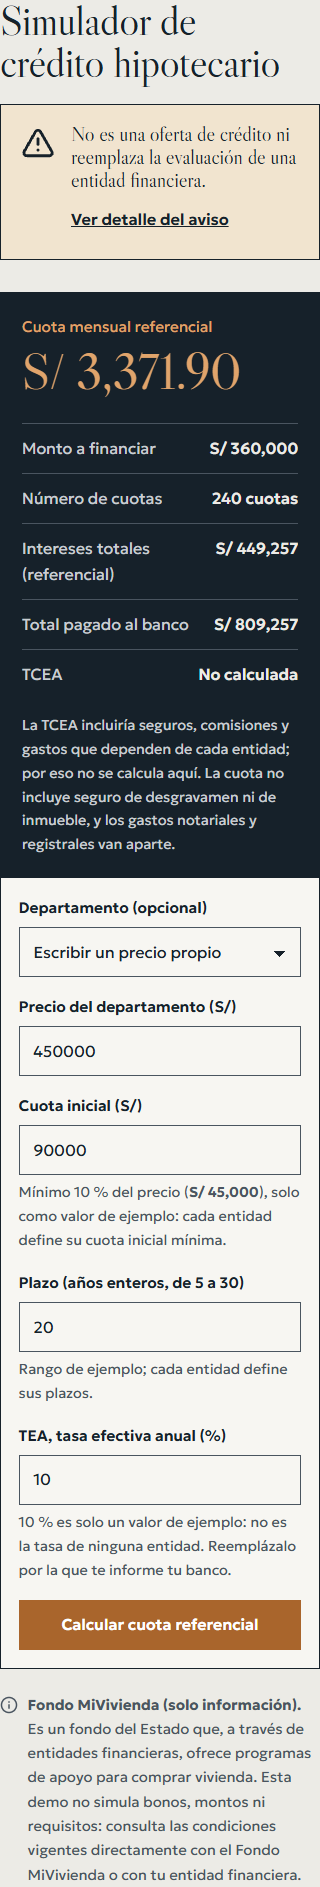 Simulador de
crédito hipotecario
No es una oferta de crédito ni
reemplaza la evaluación de una
entidad financiera.
Ver detalle del aviso
Cuota mensual referencial
S/ 3,371.90
Monto a financiar S/ 360,000
Número de cuotas 240 cuotas
Intereses totales S/ 449,257
(referencial)
Total pagado al banco S/ 809,257
TCEA No calculada
La TCEA incluiría seguros, comisiones y
gastos que dependen de cada entidad;
por eso no se calcula aquí. La cuota no
incluye seguro de desgravamen ni de
inmueble, y los gastos notariales y
registrales van aparte.
Departamento (opcional)
Escribir un precio propio
Precio del departamento (S/)
450000
Cuota inicial (S/)
90000
Mínimo 10 % del precio (S/ 45,000), solo
como valor de ejemplo: cada entidad
define su cuota inicial mínima.
Plazo (años enteros, de 5 a 30)
20
Rango de ejemplo; cada entidad define
sus plazos.
TEA, tasa efectiva anual (%)
10
10 % es solo un valor de ejemplo: no es
la tasa de ninguna entidad. Reemplázalo
por la que te informe tu banco.
Calcular cuota referencial
Fondo MiVivienda (solo información).
Es un fondo del Estado que, a través de
entidades financieras, ofrece programas
de apoyo para comprar vivienda. Esta
demo no simula bonos, montos ni
requisitos: consulta las condiciones
vigentes directamente con el Fondo
MiVivienda o con tu entidad financiera.